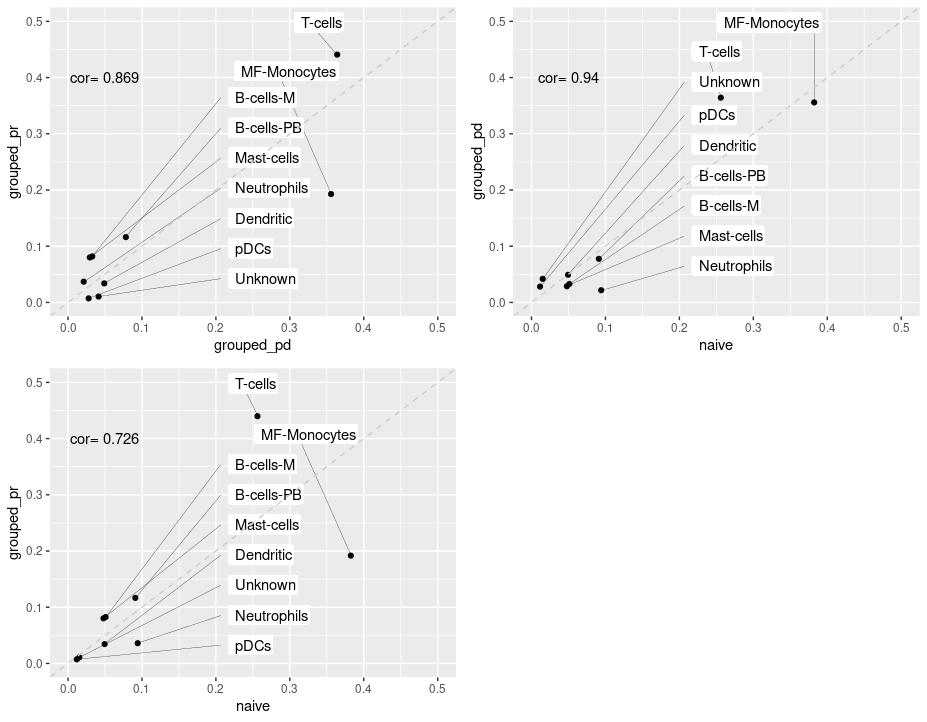 T-cells
MF-Monocytes
cor= 0.869
B-cells-M
B-cells-PB
Mast-cells
Neutrophils
Dendritic
pDCs
Unknown
0.5
0.4
0.3
0.2
0.1
0.0
grouped_pr
0.0 0.1 0.2 0.3 0.4 0.5
grouped_pd
MF-Monocytes
T-cells
cor= 0.94
Unknown
pDCs
Dendritic
B-cells-PB
B-cells-M
Mast-cells
Neutrophils
0.5
0.4
0.3
0.2
0.1
0.0
grouped_pd
0.0 0.1 0.2 0.3 0.4 0.5
naive
T-cells
MF-Monocytes
cor= 0.726
B-cells-M
B-cells-PB
Mast-cells
Dendritic
Unknown
Neutrophils
pDCs
0.5
0.4
0.3
0.2
0.1
0.0
grouped_pr
0.0 0.1 0.2 0.3 0.4 0.5
naive